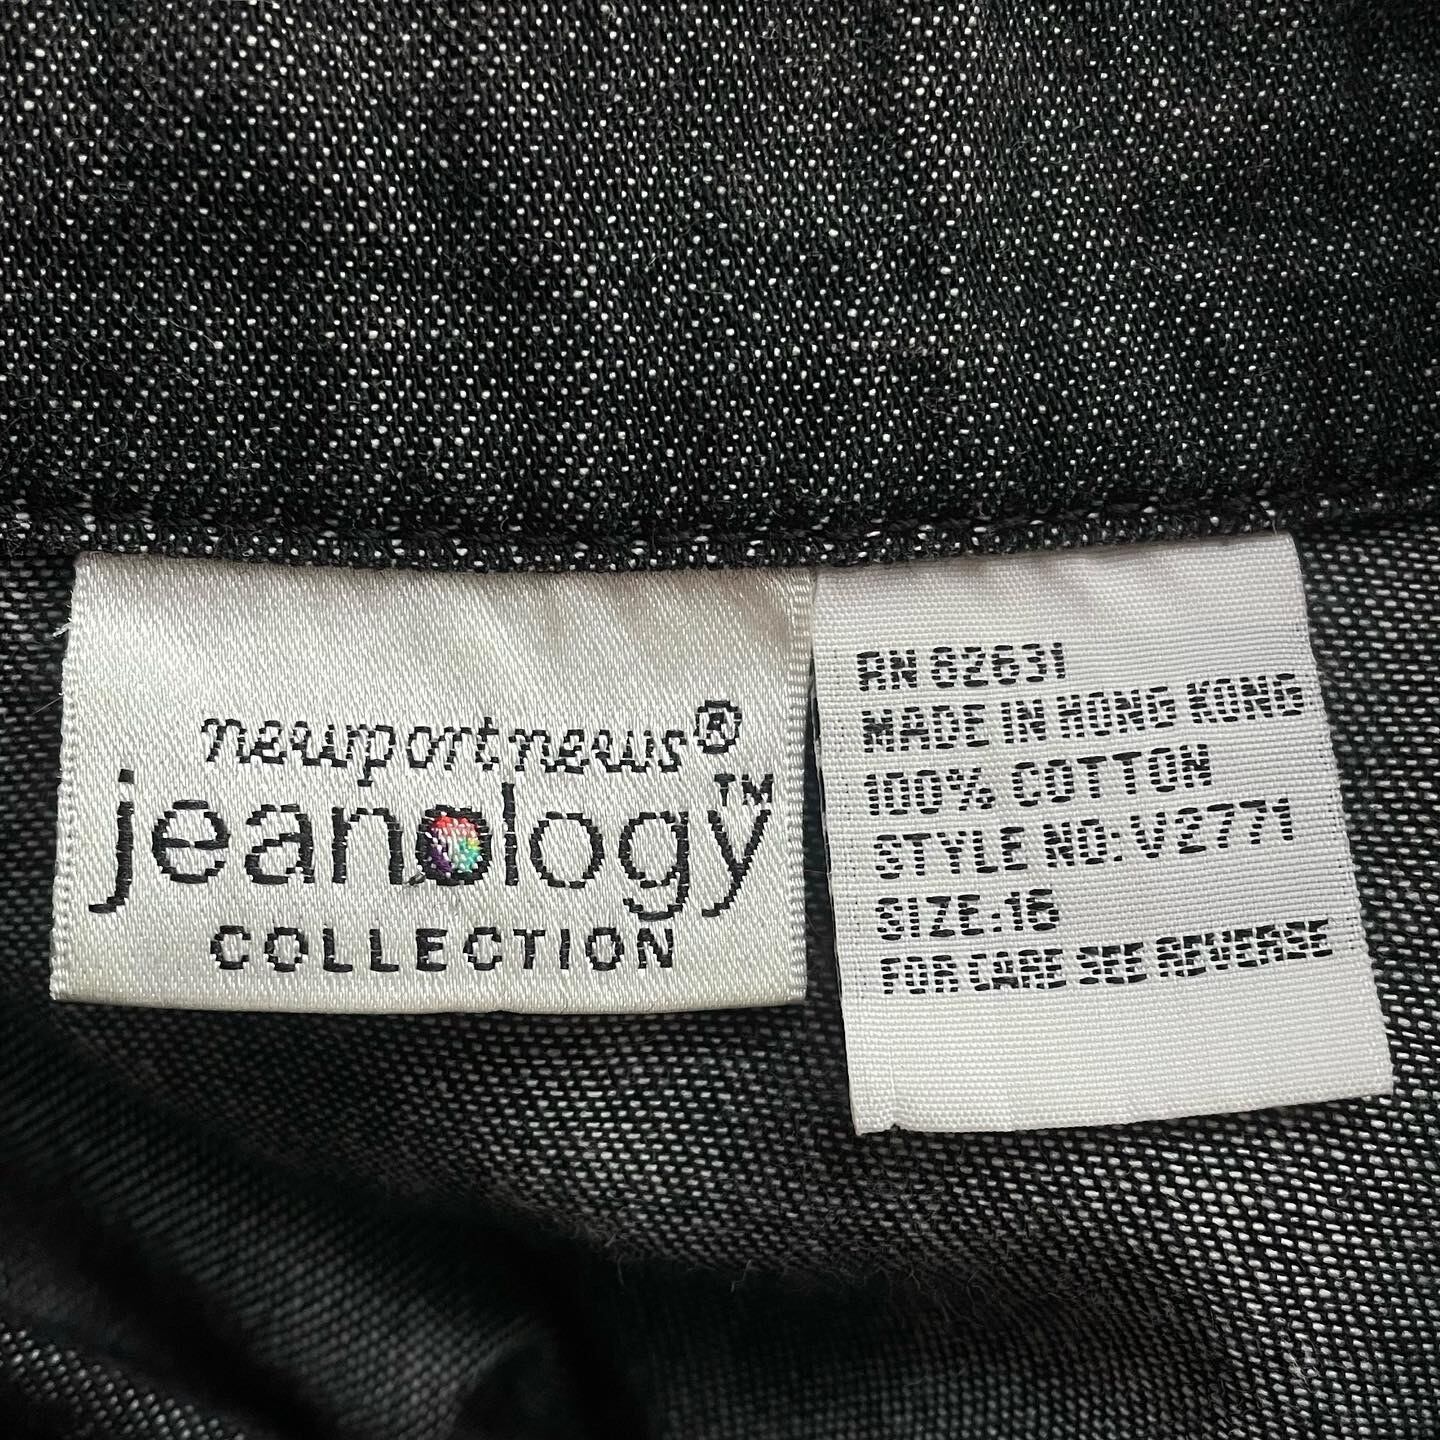 newport news®
jeanology™
COLLECTION
RN 82631
MADE IN HONG KONG
100% COTTON
STYLE NO:V2771
SIZE:16
FOR CARE SEE REVERSE